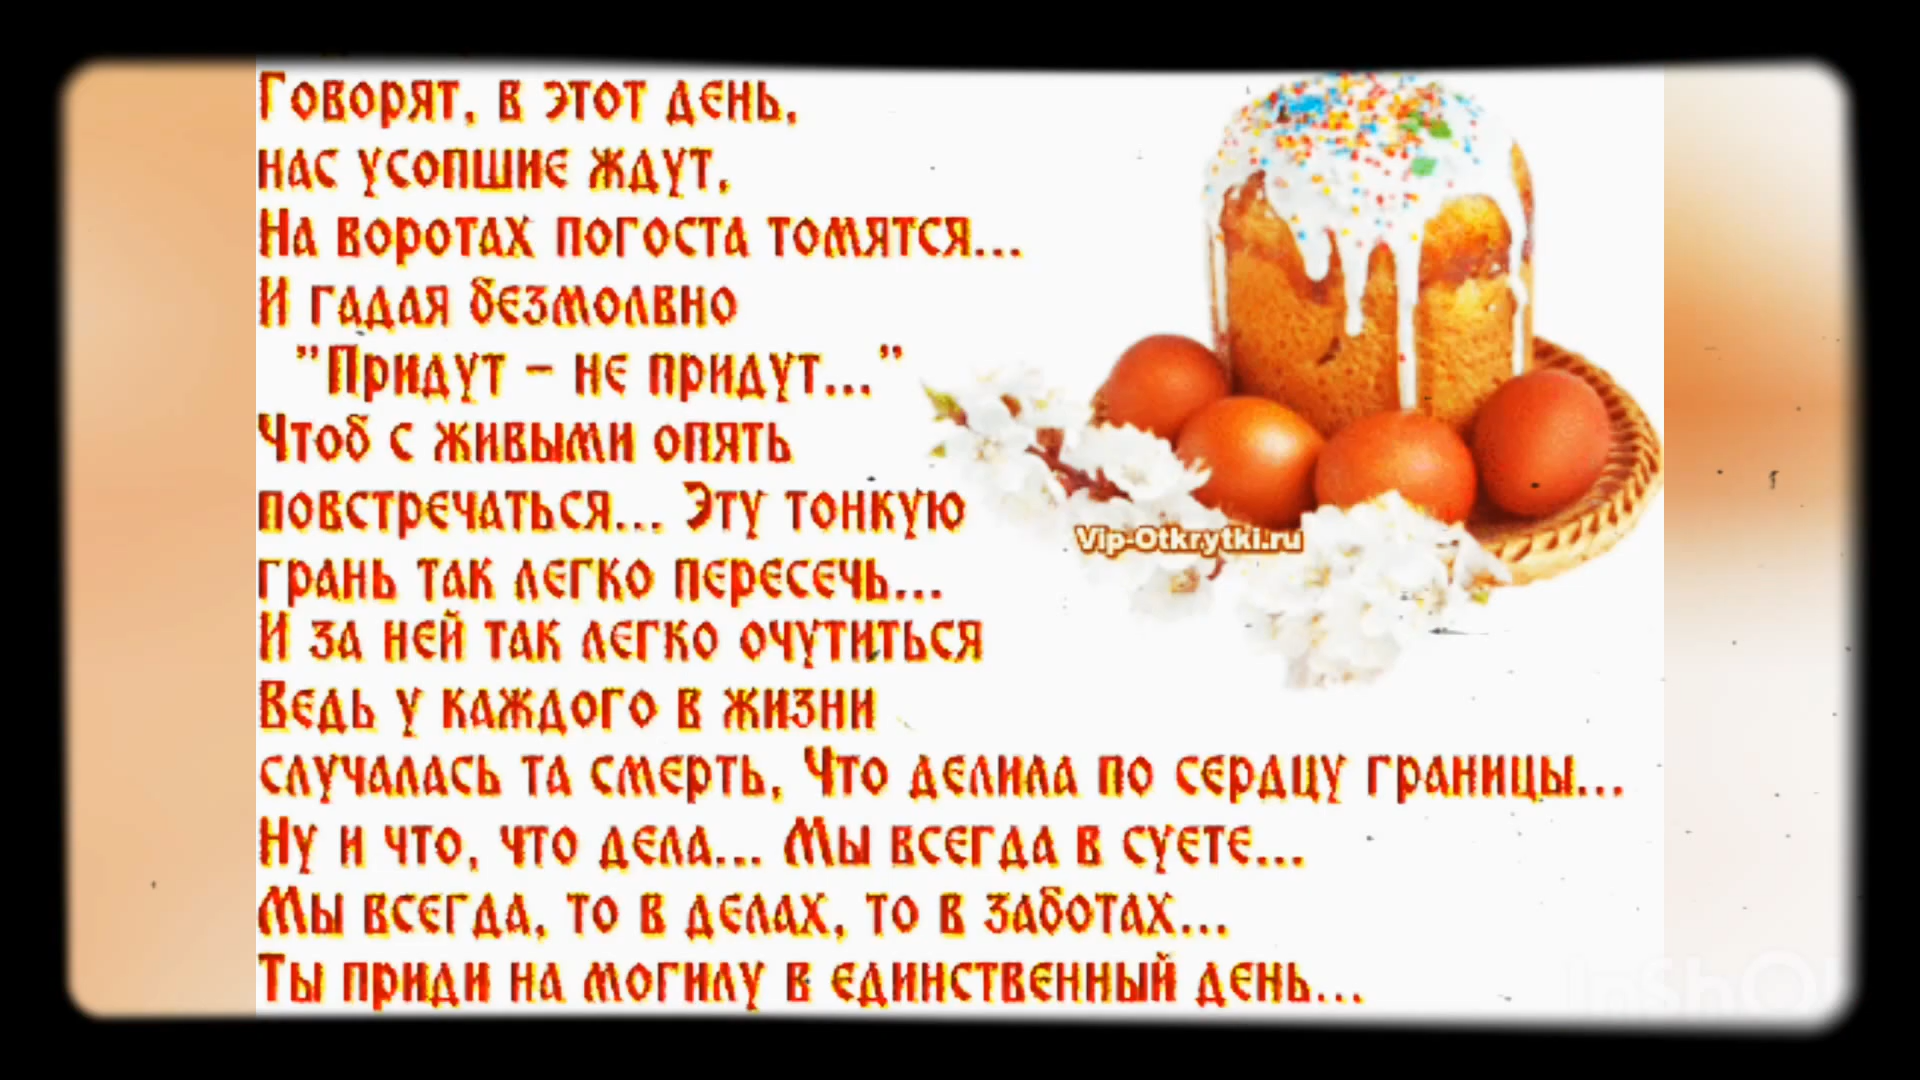 Говорят, в этот день,
нас усопшие ждут,
На воротах погоста томятся...
И гадая безмолвно
"Придут - не придут..."
Чтоб с живыми опять
повстречаться... Эту тонкую
грань так легко пересечь...
И за ней так легко очутиться
Ведь у каждого в жизни
случалась та смерть, Что делила по сердцу границы...
Ну и что, что дела... Мы всегда в суете...
Мы всегда, то в делах, то в заботах...
Ты приди на могилу в единственный день...
Vip-Otkrytki.ru
InShOt